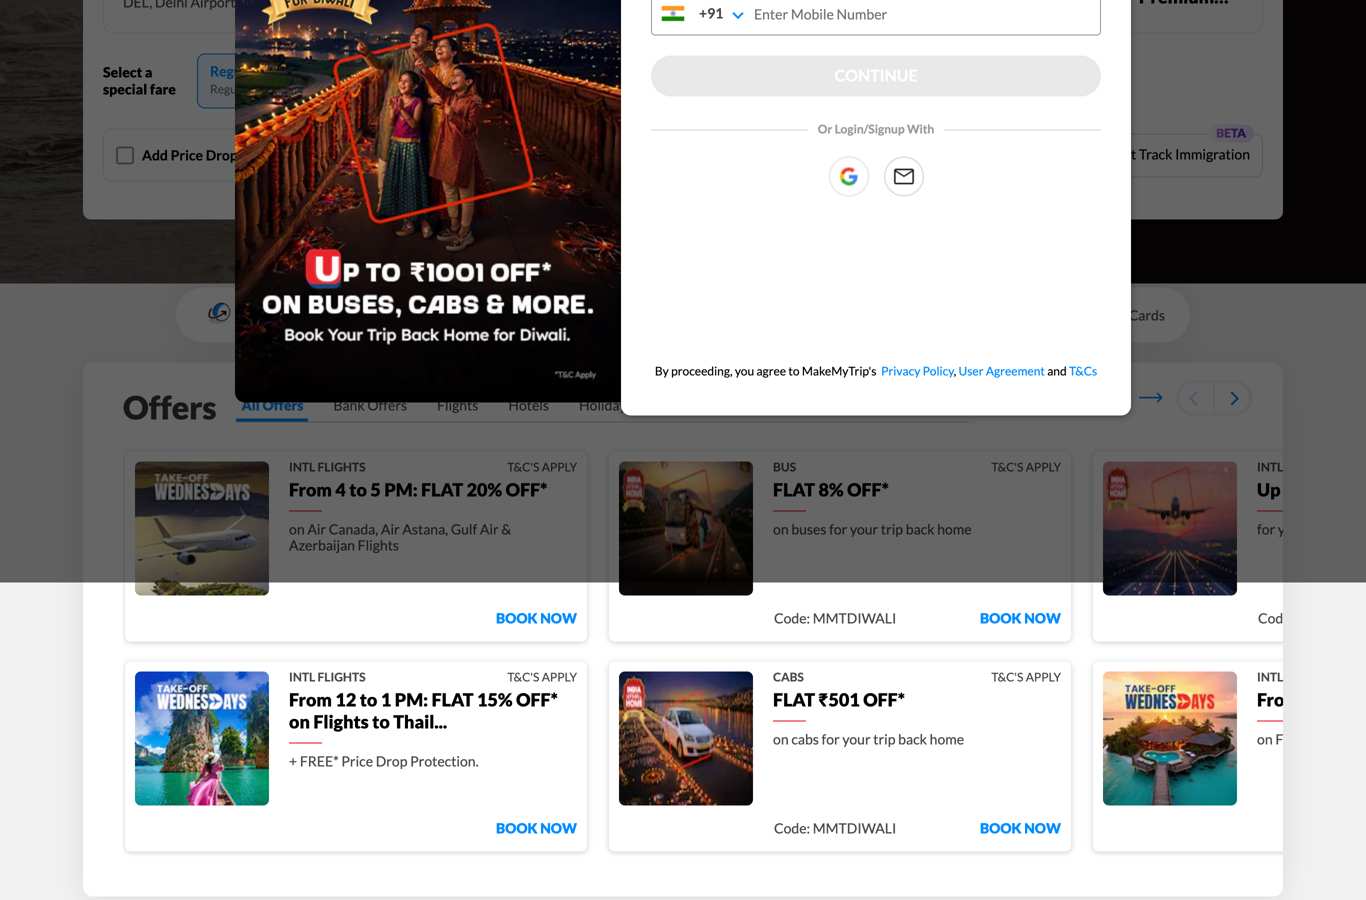 DEL, Delhi Airport
Select a
special fare
Reg
Regu
Add Price Drop
FOR DIWALI
UP TO ₹1001 OFF*
ON BUSES, CABS & MORE.
Book Your Trip Back Home for Diwali.
*T&C Apply
+91
Enter Mobile Number
CONTINUE
Or Login/Signup With
By proceeding, you agree to MakeMyTrip's Privacy Policy, User Agreement and T&Cs
BETA
t Track Immigration
Cards
Offers
All Offers
Bank Offers
Flights
Hotels
Holida
TAKE-OFF
WEDNESDAYS
INTL FLIGHTS
T&C'S APPLY
From 4 to 5 PM: FLAT 20% OFF*
on Air Canada, Air Astana, Gulf Air &
Azerbaijan Flights
BOOK NOW
BUS
T&C'S APPLY
FLAT 8% OFF*
on buses for your trip back home
Code: MMTDIWALI
BOOK NOW
INTL
Up
for y
Cod
TAKE-OFF
WEDNESDAYS
INTL FLIGHTS
T&C'S APPLY
From 12 to 1 PM: FLAT 15% OFF*
on Flights to Thail...
+ FREE* Price Drop Protection.
BOOK NOW
CABS
T&C'S APPLY
FLAT ₹501 OFF*
on cabs for your trip back home
Code: MMTDIWALI
BOOK NOW
TAKE-OFF
WEDNESDAYS
INTL
Fro
on F